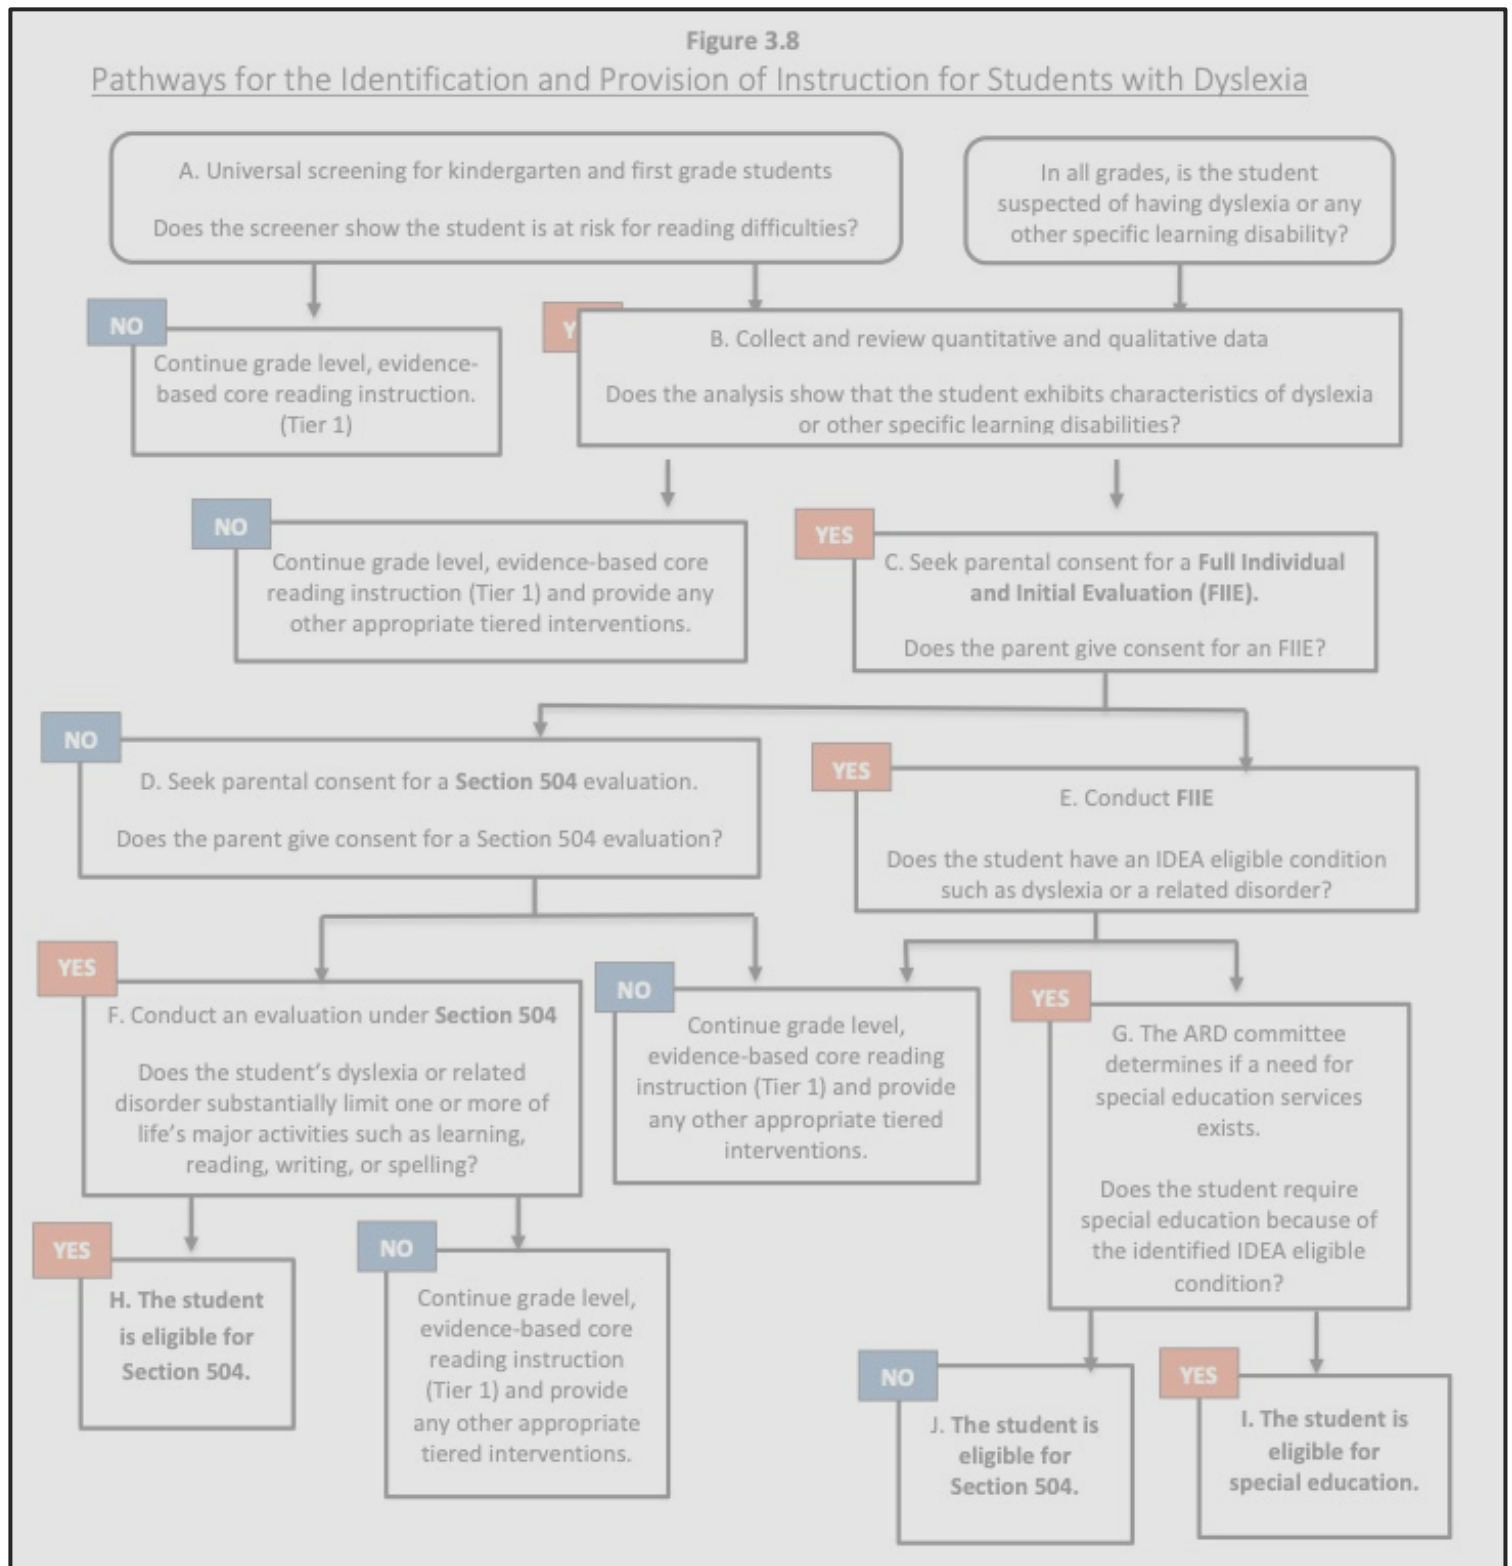 Figure 3.8
Pathways for the Identification and Provision of Instruction for Students with Dyslexia
A. Universal screening for kindergarten and first grade students
Does the screener show the student is at risk for reading difficulties?
In all grades, is the student
suspected of having dyslexia or any
other specific learning disability?
NO
Continue grade level, evidence-
based core reading instruction.
(Tier 1)
Y
B. Collect and review quantitative and qualitative data
Does the analysis show that the student exhibits characteristics of dyslexia
or other specific learning disabilities?
NO
Continue grade level, evidence-based core
reading instruction (Tier 1) and provide any
other appropriate tiered interventions.
YES
C. Seek parental consent for a Full Individual
and Initial Evaluation (FIIE).
Does the parent give consent for an FIIE?
NO
D. Seek parental consent for a Section 504 evaluation.
Does the parent give consent for a Section 504 evaluation?
YES
E. Conduct FIIE
Does the student have an IDEA eligible condition
such as dyslexia or a related disorder?
YES
F. Conduct an evaluation under Section 504
Does the student's dyslexia or related
disorder substantially limit one or more of
life's major activities such as learning,
reading, writing, or spelling?
NO
Continue grade level,
evidence-based core reading
instruction (Tier 1) and provide
any other appropriate tiered
interventions.
YES
G. The ARD committee
determines if a need for
special education services
exists.
Does the student require
special education because of
the identified IDEA eligible
condition?
YES
H. The student
is eligible for
Section 504.
NO
Continue grade level,
evidence-based core
reading instruction
(Tier 1) and provide
any other appropriate
tiered interventions.
NO
J. The student is
eligible for
Section 504.
YES
I. The student is
eligible for
special education.